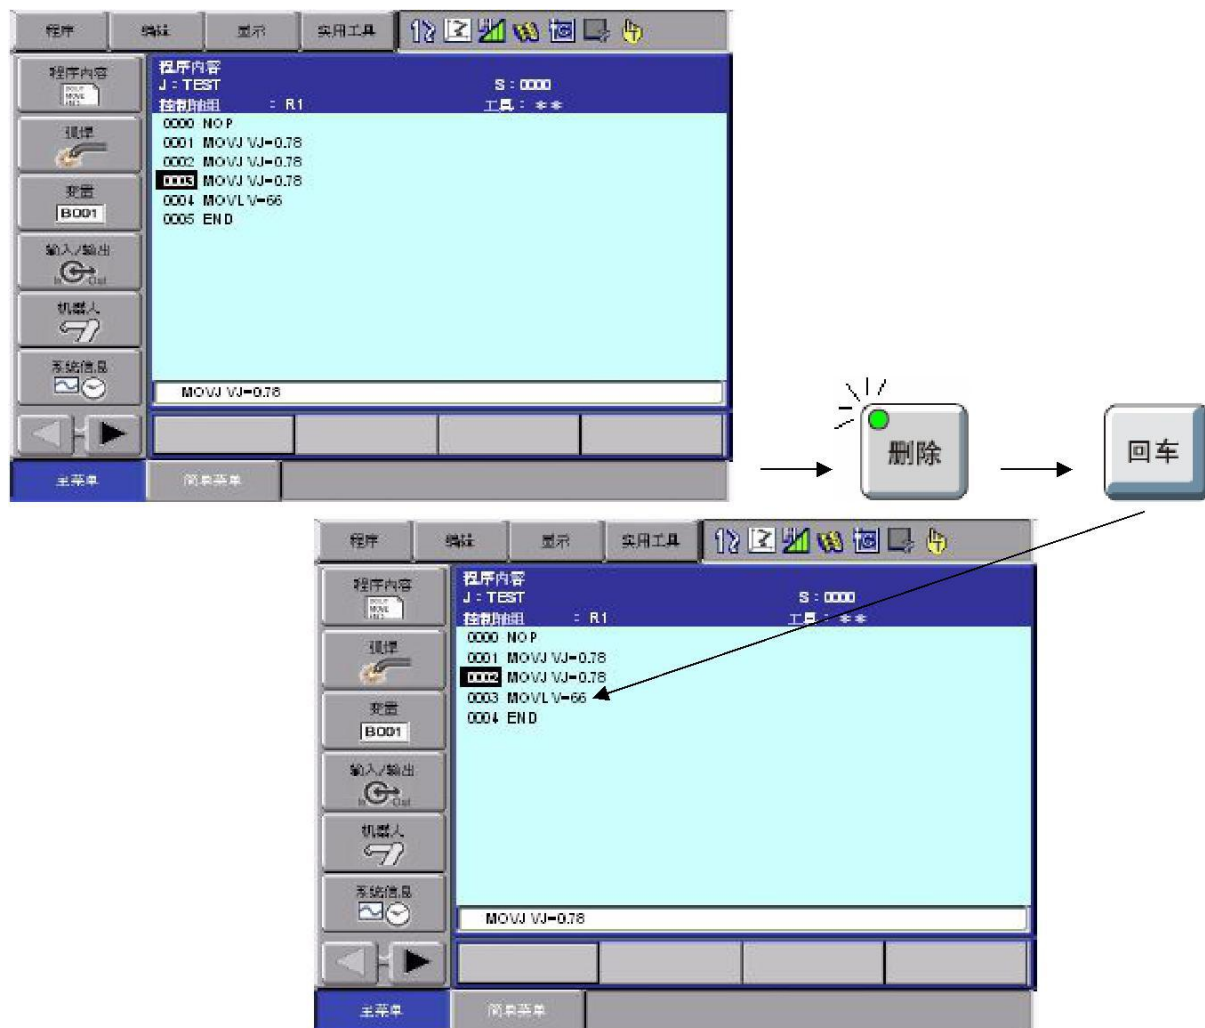 程序 编辑 显示 实用工具
程序内容
弧焊
变量
B001
输入/输出
In Out
机器人
系统信息
程序内容
J：TEST S：0000
控制轴组 ：R1 工具：**
0000 NOP
0001 MOVJ VJ=0.78
0002 MOVJ VJ=0.78
0003 MOVJ VJ=0.78
0004 MOVL V=66
0005 END
MOVJ VJ=0.78
主菜单 简单菜单
删除
回车
程序 编辑 显示 实用工具
程序内容
弧焊
变量
B001
输入/输出
In Out
机器人
系统信息
程序内容
J：TEST S：0000
控制轴组 ：R1 工具：**
0000 NOP
0001 MOVJ VJ=0.78
0002 MOVJ VJ=0.78
0003 MOVL V=66
0004 END
MOVJ VJ=0.78
主菜单 简单菜单